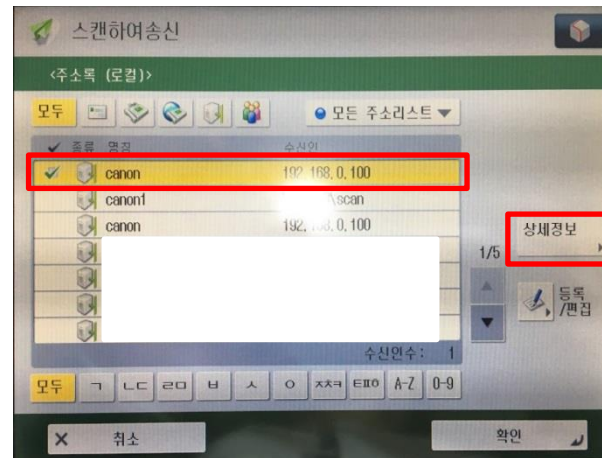 스캔하여송신
<주소록 (로컬)>
모두
모든 주소리스트
종류 명칭 수신인
canon 192, 168, 0, 100
canon1 \scan
canon 192, 0, 100
상세정보
1/5
등록
/편집
수신인수 : 1
모두 ㄱ ㄴㄷ ㄹㅁ ㅂ ㅅ ㅇ ㅈㅊㅋ ㅌㅍㅎ A-Z 0-9
취소
확인